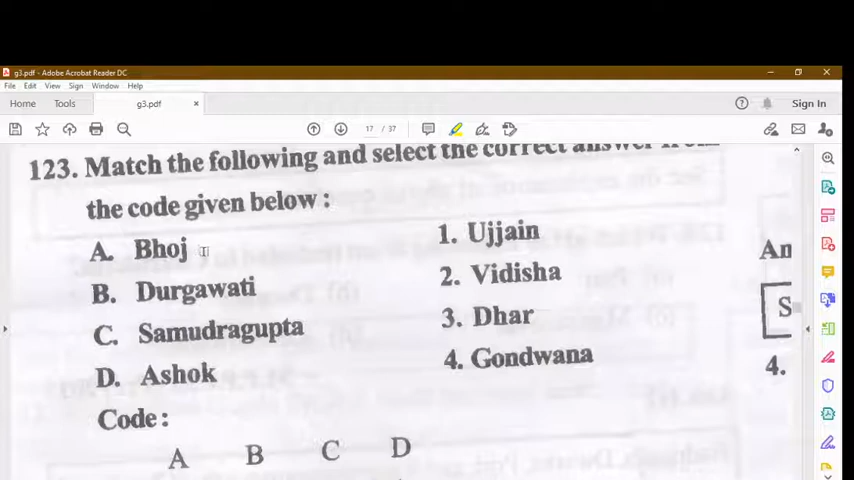 g3.pdf - Adobe Acrobat Reader DC
File Edit View Sign Window Help
Home Tools g3.pdf × Sign In
17 / 37
123. Match the following and select the correct answer from
the code given below :
A. Bhoj 1. Ujjain
B. Durgawati 2. Vidisha
C. Samudragupta 3. Dhar
D. Ashok 4. Gondwana
Code :
A B C D
An
S
4.